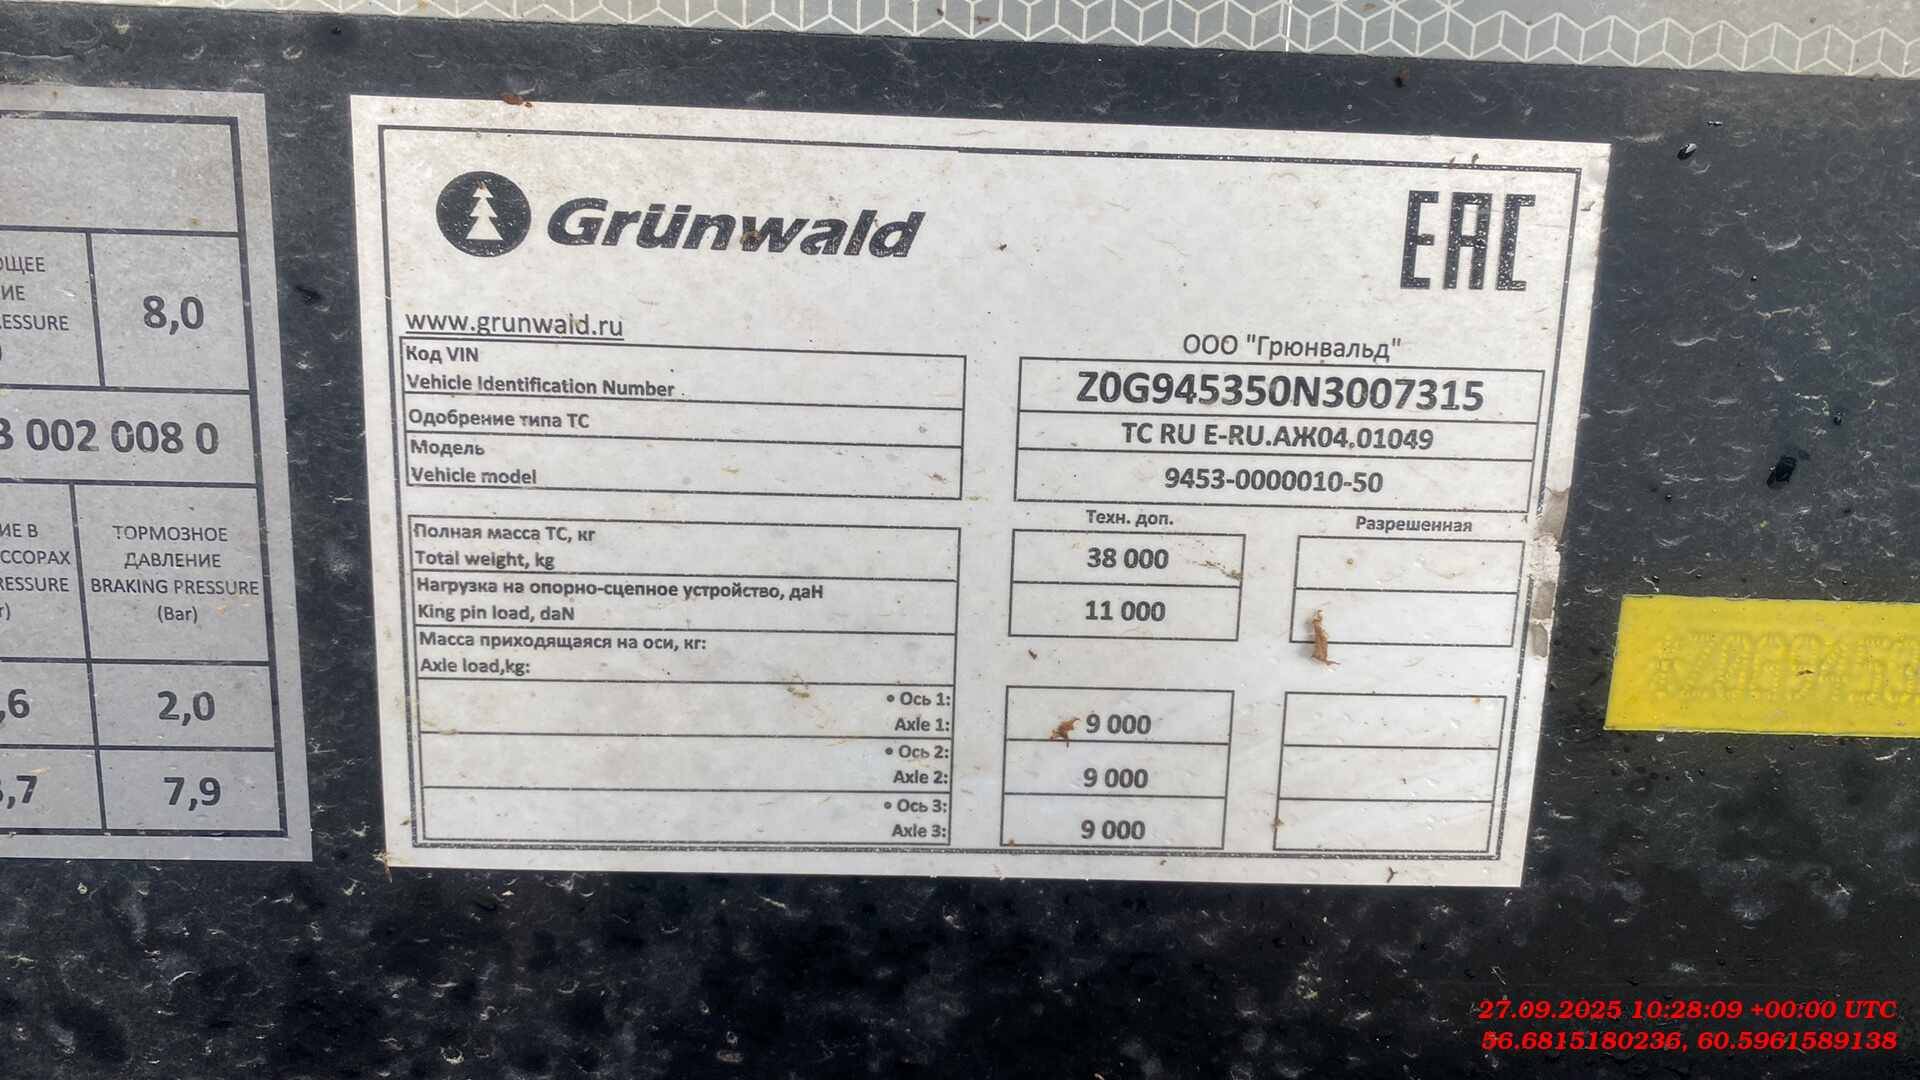 8,0
ESSURE
3 002 008 0
ТОРМОЗНОЕ
ДАВЛЕНИЕ
BRAKING PRESSURE
(Bar)
2,0
7,9
Grünwald
EAC
www.grunwald.ru
ООО "Грюнвальд"
Код VIN
Vehicle Identification Number
Z0G945350N3007315
Одобрение типа ТС
ТС RU E-RU.АЖ04.01049
Модель
Vehicle model
9453-0000010-50
Техн. доп.
Разрешенная
Полная масса ТС, кг
Total weight, kg
38 000
Нагрузка на опорно-сцепное устройство, даН
King pin load, daN
11 000
Масса приходящаяся на оси, кг:
Axle load,kg:
• Ось 1:
Axle 1:
9 000
• Ось 2:
Axle 2:
9 000
• Ось 3:
Axle 3:
9 000
27.09.2025 10:28:09 +00:00 UTC
56.6815180236, 60.5961589138